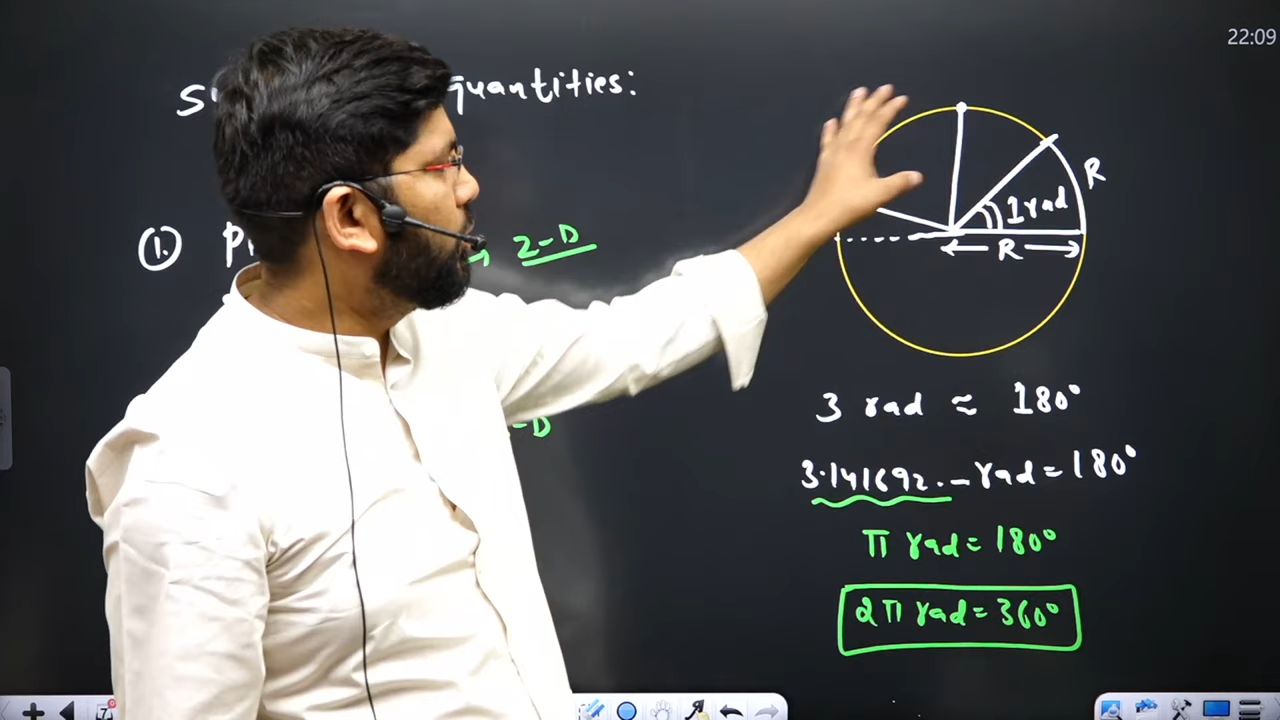 22:09
quantities:
R
1 rad
R
① 
2-D
-D
3 rad ≈ 180°
3.141692.- rad = 180°
π rad = 180°
2π rad = 360°